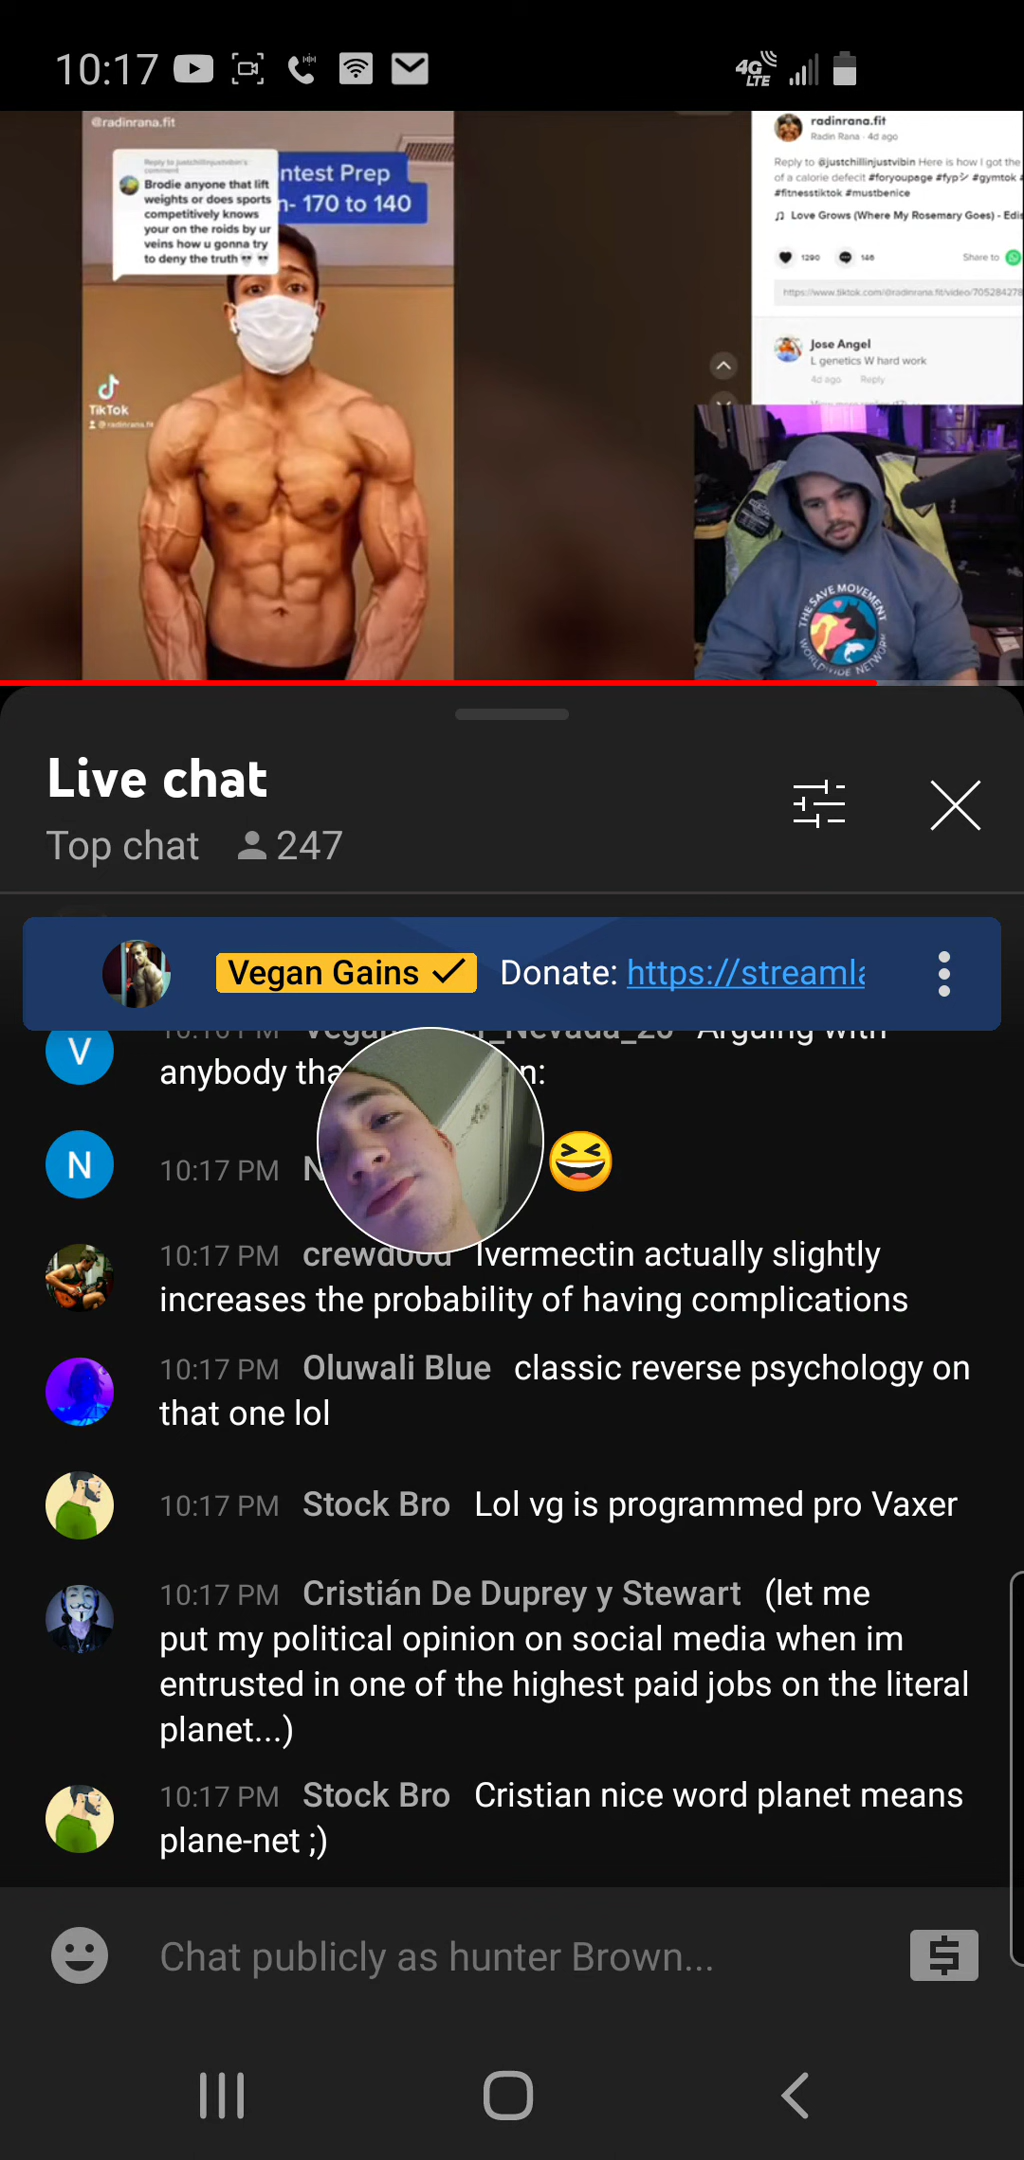 10:17
4G LTE
@radinrana.fit
Reply to justchillinjustvibin's comment
Brodie anyone that lift
weights or does sports
competitively knows
your on the roids by ur
veins how u gonna try
to deny the truth
ntest Prep
n- 170 to 140
TikTok
@radinrana.fit
radinrana.fit
Radin Rana · 4d ago
Reply to @justchillinjustvibin Here is how I got the
of a calorie defecit #foryoupage #fypシ #gymtok
#fitnesstiktok #mustbenice
Love Grows (Where My Rosemary Goes) - Edis
1290
146
Share to
https://www.tiktok.com/@radinrana.fit/video/705284278
Jose Angel
L genetics W hard work
4d ago Reply
THE SAVE MOVEMENT
WORLDWIDE NETWORK
Live chat
Top chat 247
Vegan Gains ✓ Donate: https://streamla
V
Arguing with
anybody tha n:
N
10:17 PM N 😆
10:17 PM crewd00d Ivermectin actually slightly
increases the probability of having complications
10:17 PM Oluwali Blue classic reverse psychology on
that one lol
10:17 PM Stock Bro Lol vg is programmed pro Vaxer
10:17 PM Cristián De Duprey y Stewart (let me
put my political opinion on social media when im
entrusted in one of the highest paid jobs on the literal
planet...)
10:17 PM Stock Bro Cristian nice word planet means
plane-net ;)
Chat publicly as hunter Brown...